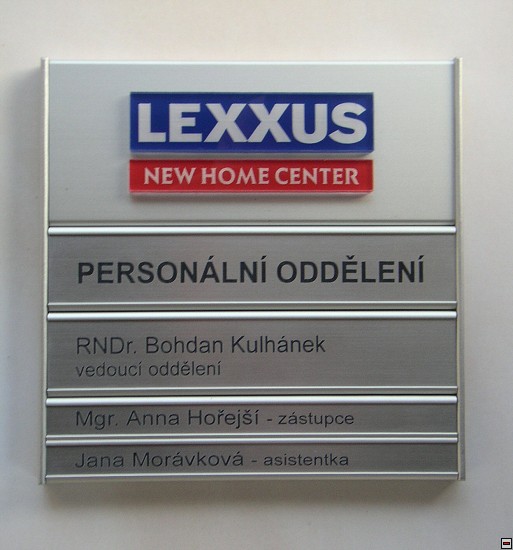 LEXXUS
NEW HOME CENTER
PERSONÁLNÍ ODDĚLENÍ
RNDr. Bohdan Kulhánek
vedoucí oddělení
Mgr. Anna Hořejší - zástupce
Jana Morávková - asistentka